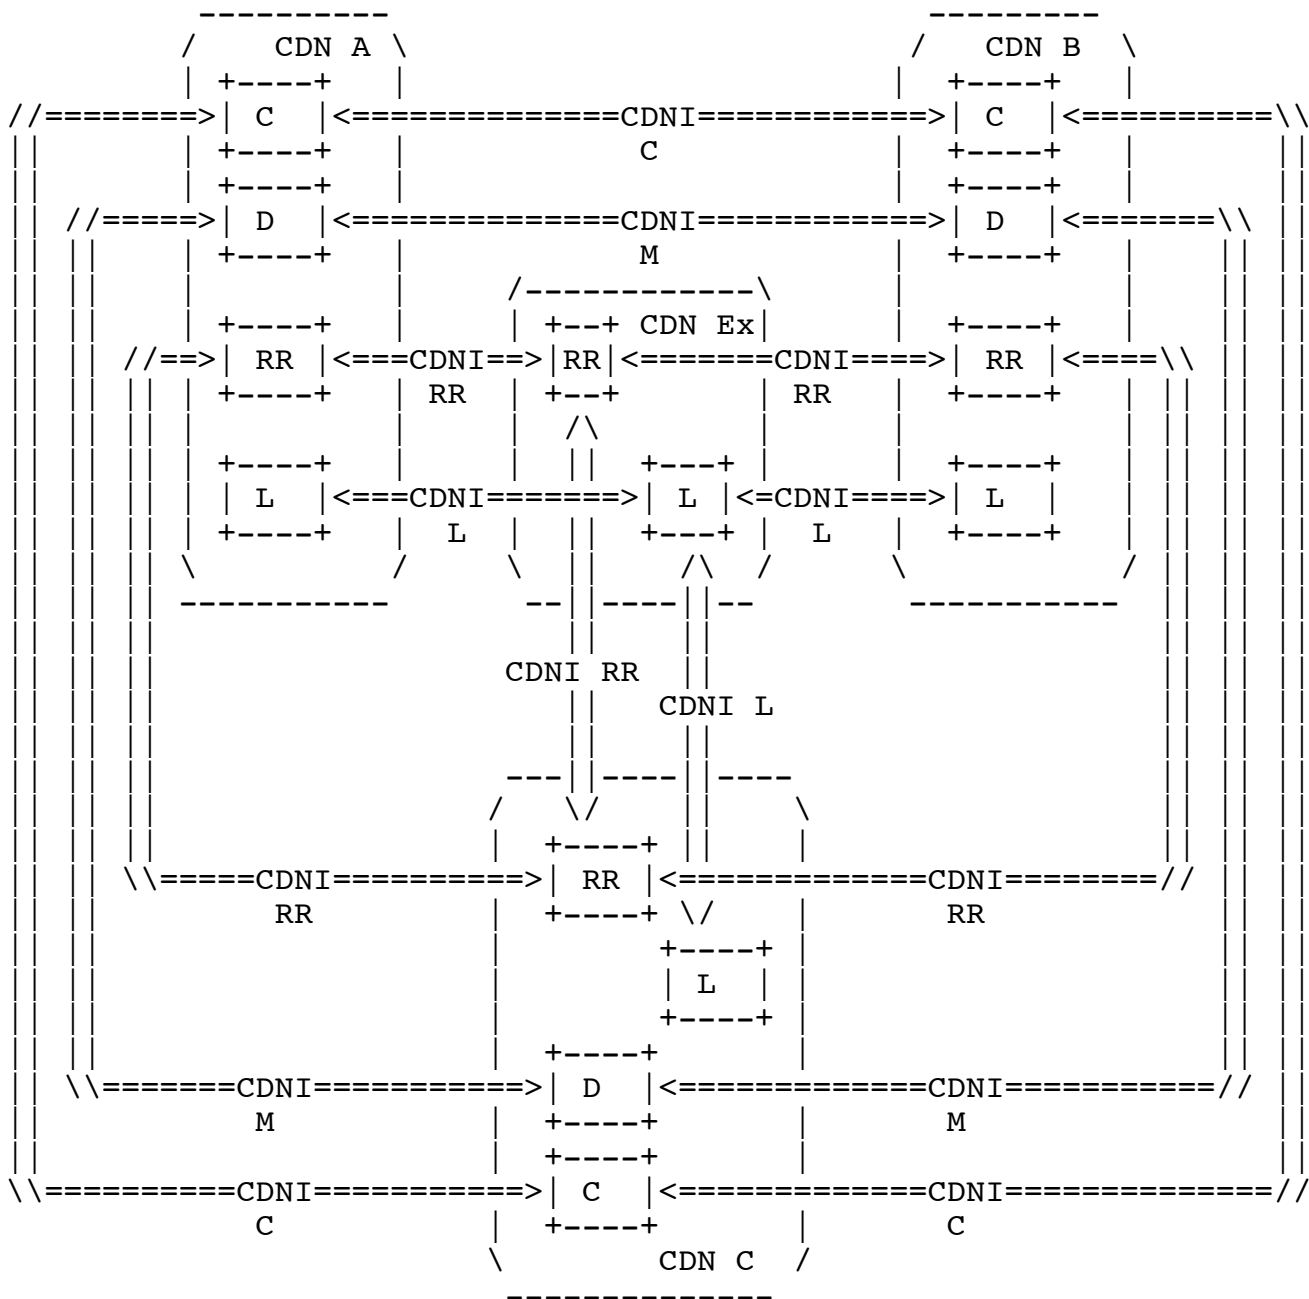 CDN A CDN B
C CDNI C
C
D CDNI D
M
CDN Ex
RR CDNI RR CDNI RR
RR RR
L CDNI L CDNI L
L L
CDNI RR
CDNI L
CDNI RR CDNI
RR RR
L
CDNI D CDNI
M M
CDNI C CDNI
C C
CDN C